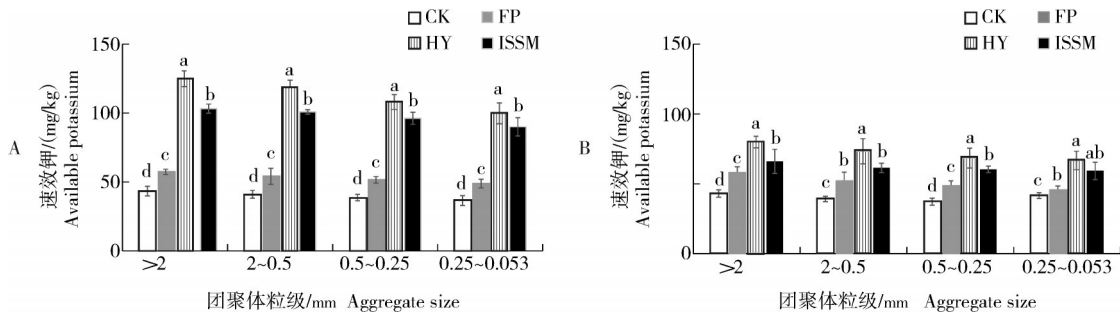 CK FP
HY ISSM
150
100
50
0
速效钾/(mg/kg)
Available potassium
A
d c a b
d c a b
d c a b
d c a b
>2 2~0.5 0.5~0.25 0.25~0.053
团聚体粒级/mm Aggregate size
CK FP
HY ISSM
150
100
0
速效钾/(mg/kg)
Available potassium
B
d c a b
c b a b
d c a b
c b a ab
>2 2~0.5 0.5~0.25 0.25~0.053
团聚体粒级/mm Aggregate size